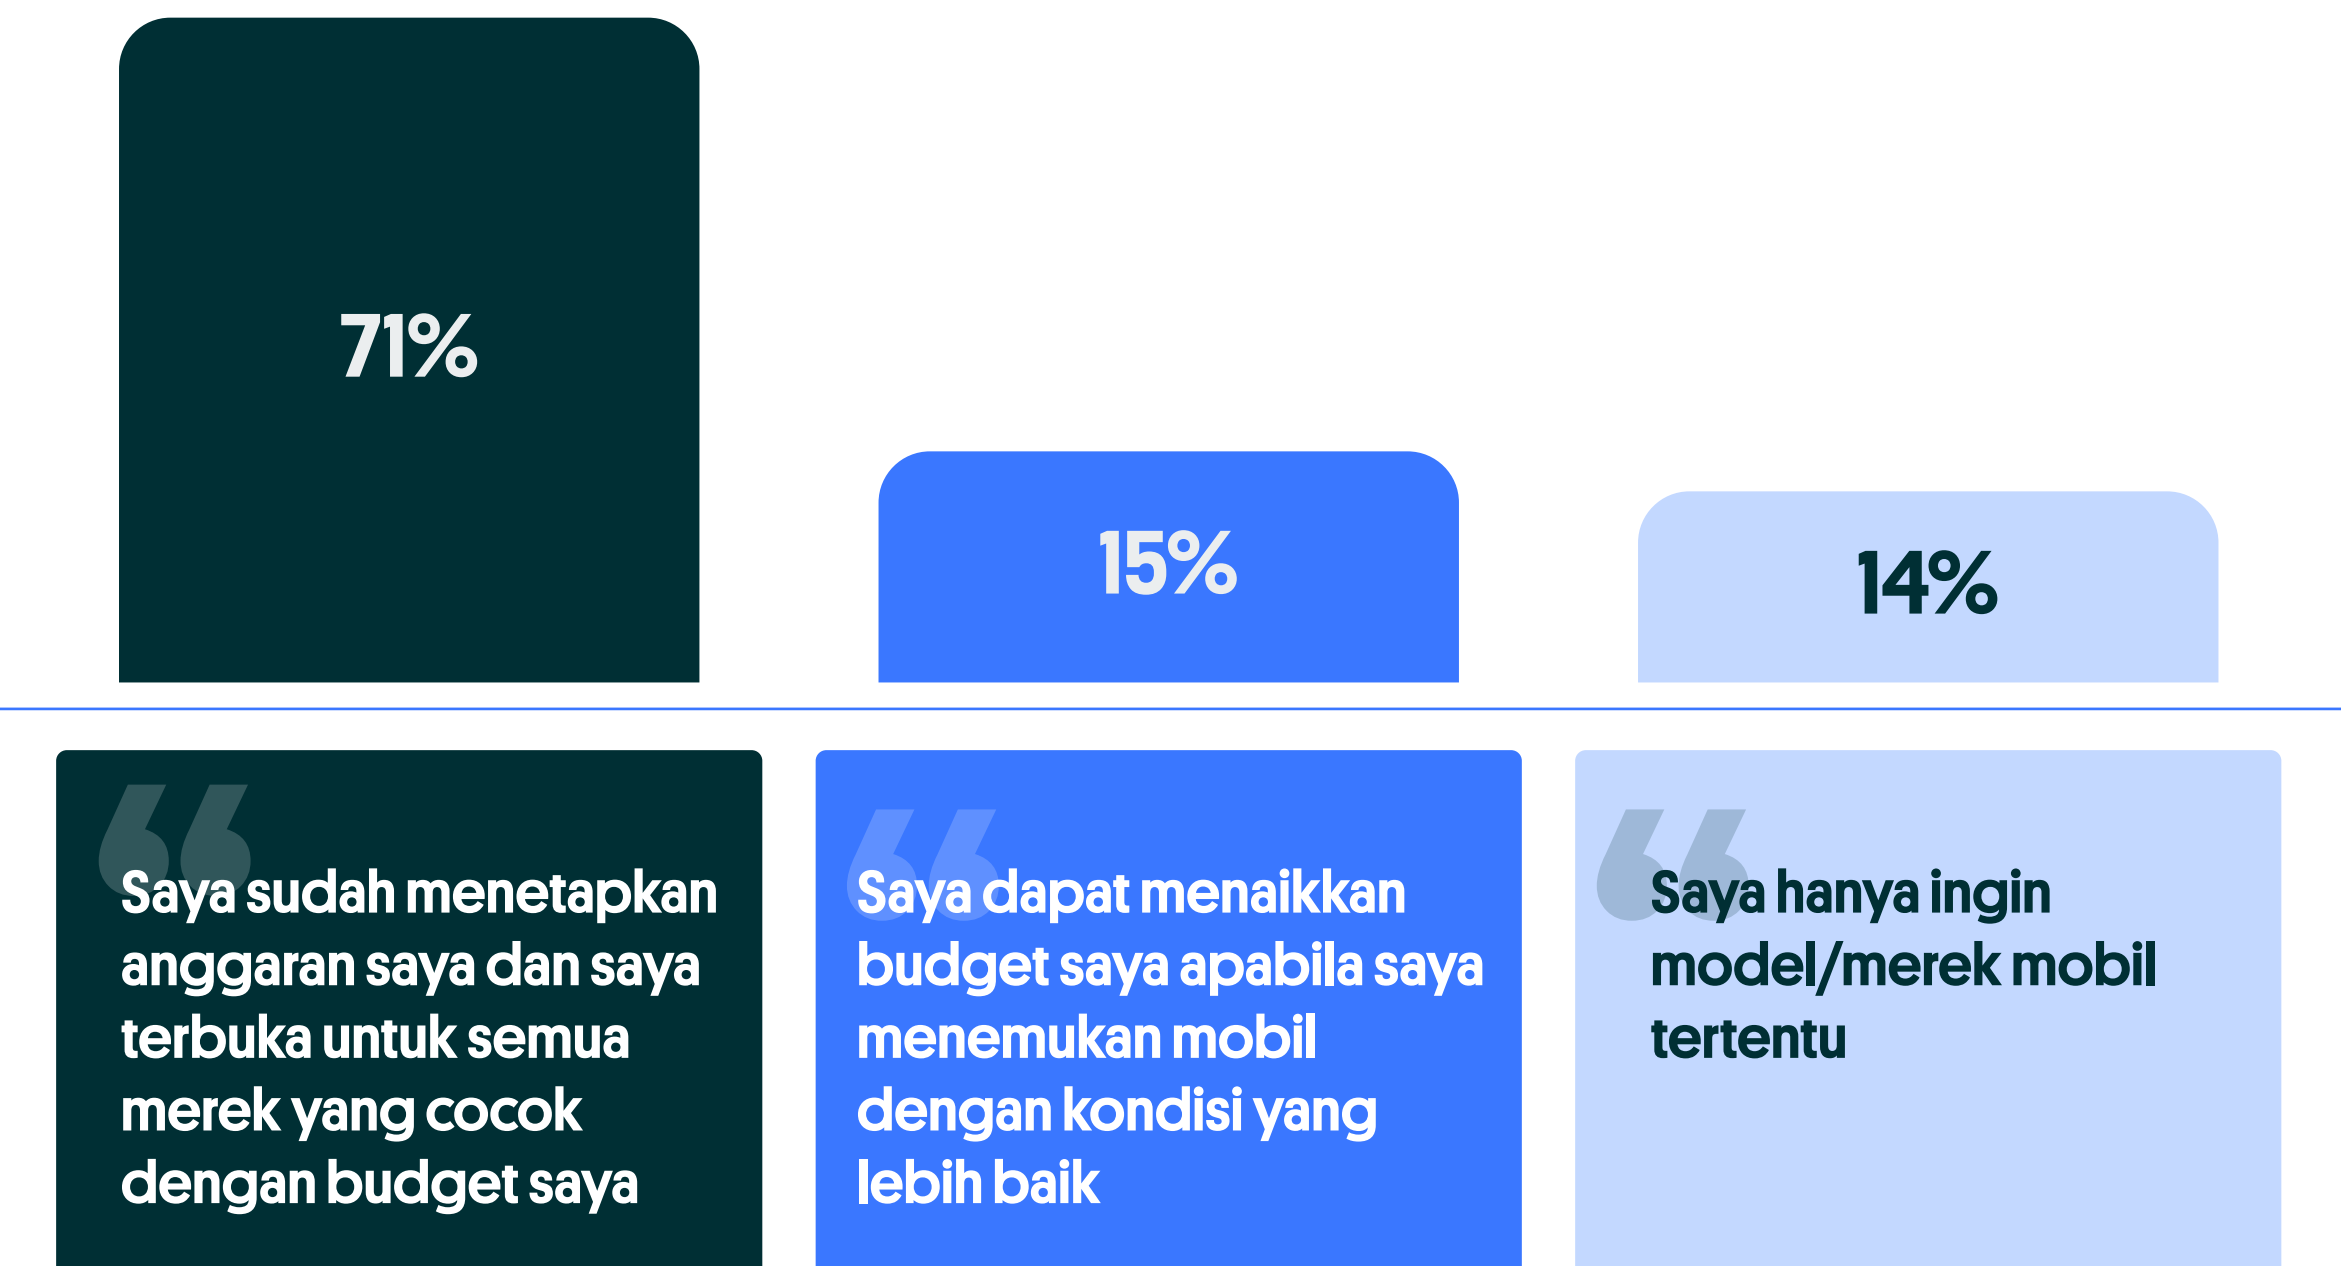 71%
15%
14%
Saya sudah menetapkan
anggaran saya dan saya
terbuka untuk semua
merek yang cocok
dengan budget saya
Saya dapat menaikkan
budget saya apabila saya
menemukan mobil
dengan kondisi yang
lebih baik
Saya hanya ingin
model/merek mobil
tertentu